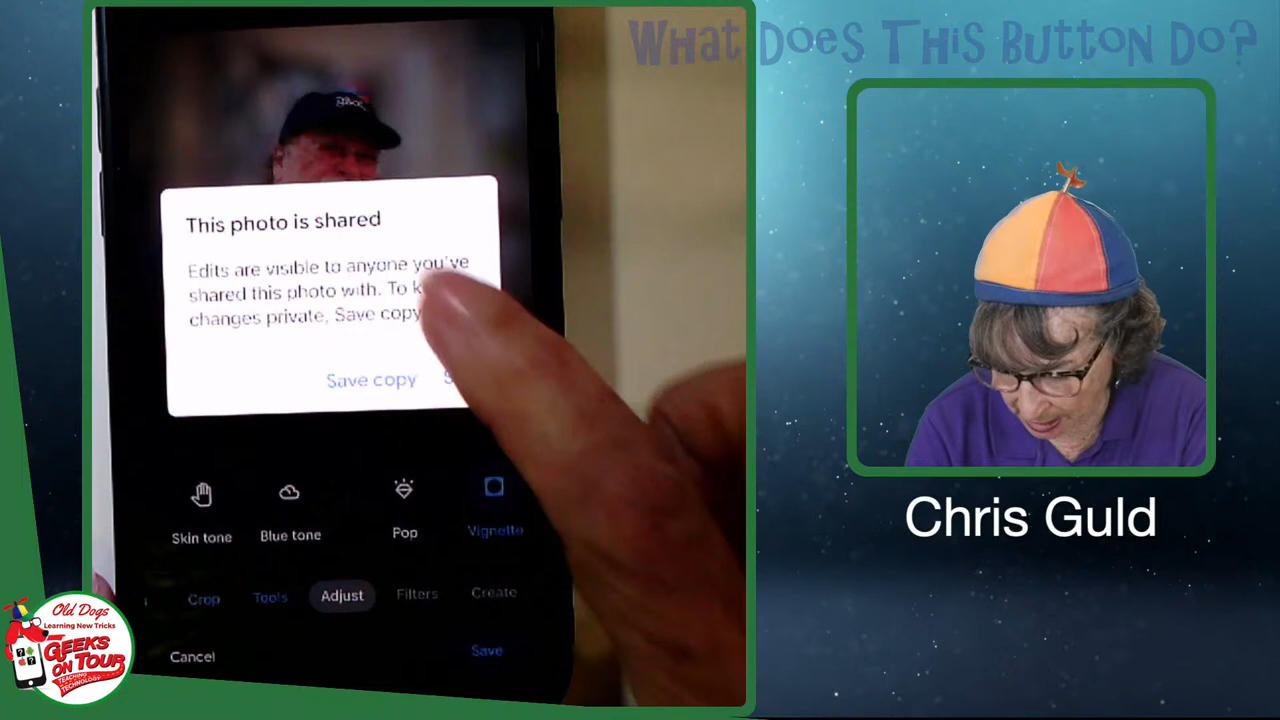 What Does This Button Do?
This photo is shared
Edits are visible to anyone you've
shared this photo with. To
changes private, Save copy
Save copy
Skin tone
Blue tone
Pop
Vignette
Crop
Tools
Adjust
Filters
Create
Cancel
Save
Chris Guld
Old Dogs
Learning New Tricks
GEEKS
ON TOUR
TEACHING
TECHNOLOGY